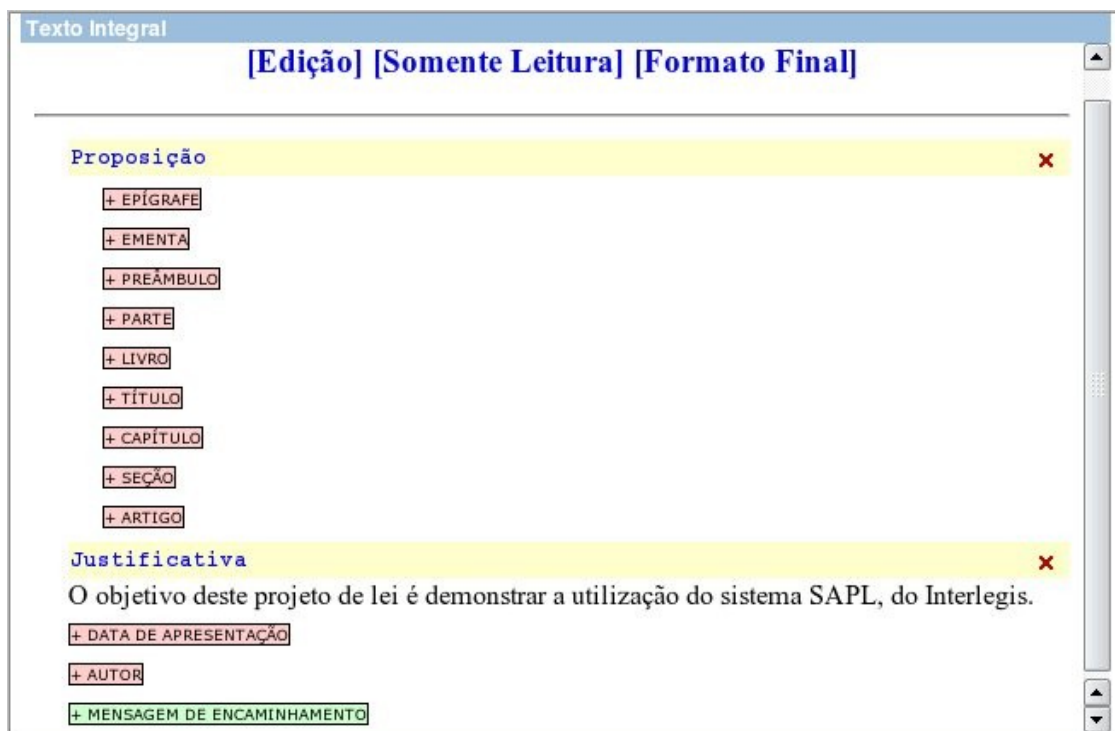 Texto Integral
[Edição] [Somente Leitura] [Formato Final]
Proposição
+ EPÍGRAFE
+ EMENTA
+ PREÂMBULO
+ PARTE
+ LIVRO
+ TÍTULO
+ CAPÍTULO
+ SEÇÃO
+ ARTIGO
Justificativa
O objetivo deste projeto de lei é demonstrar a utilização do sistema SAPL, do Interlegis.
+ DATA DE APRESENTAÇÃO
+ AUTOR
+ MENSAGEM DE ENCAMINHAMENTO